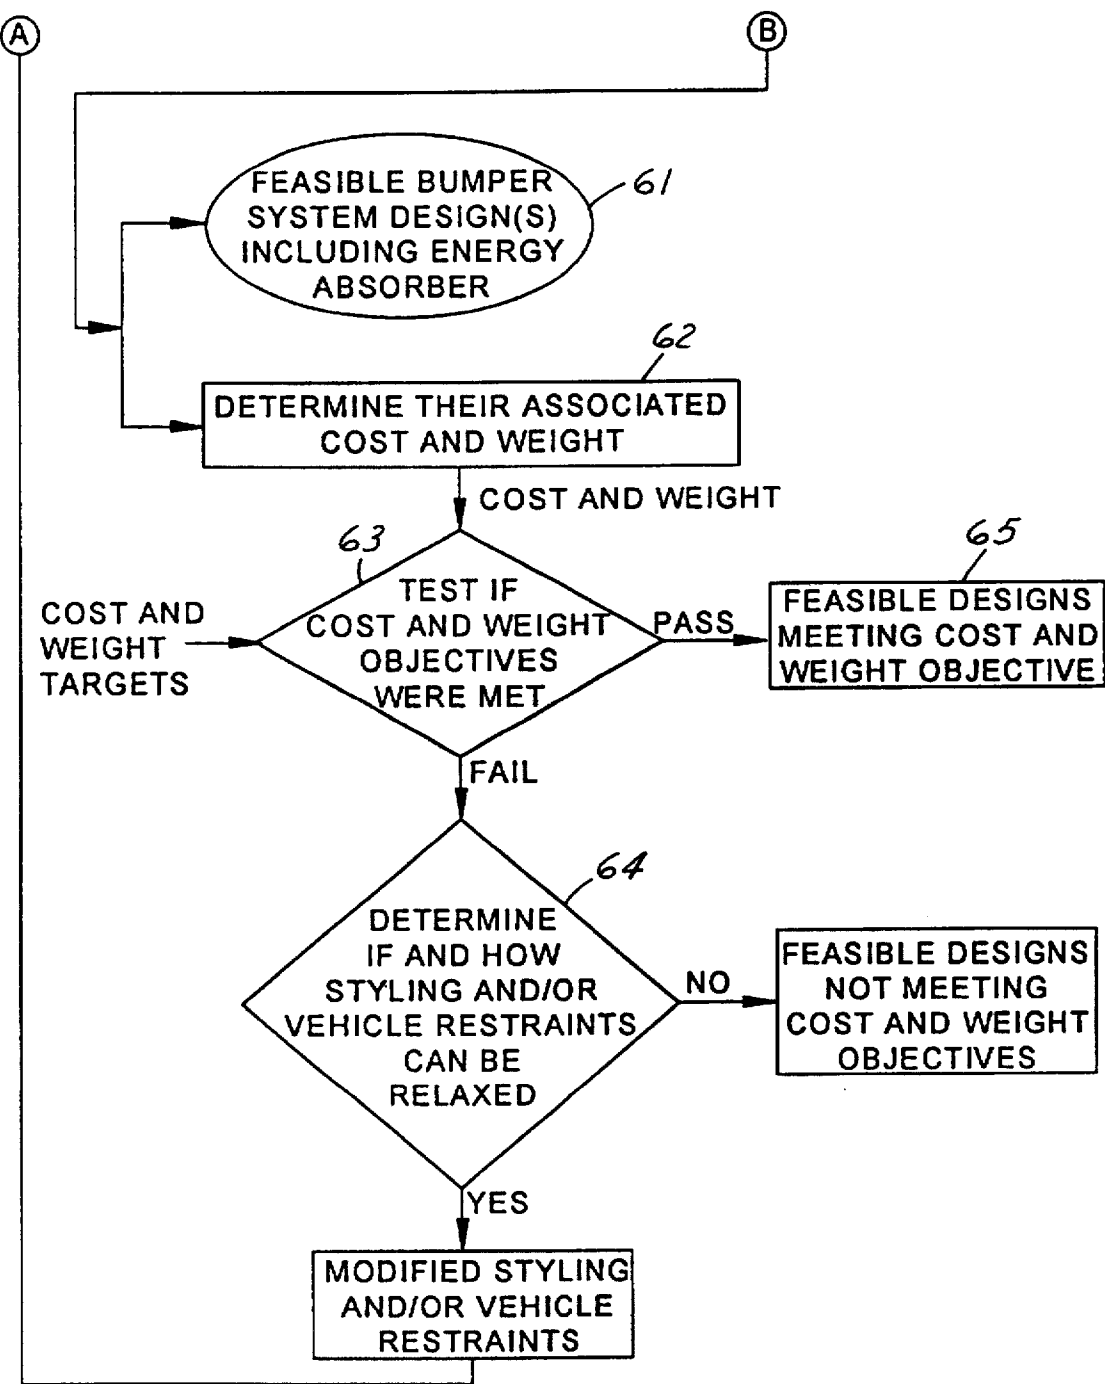 A
B
FEASIBLE BUMPER
SYSTEM DESIGN(S)
INCLUDING ENERGY
ABSORBER
61
62
DETERMINE THEIR ASSOCIATED
COST AND WEIGHT
COST AND WEIGHT
63
TEST IF
COST AND WEIGHT
OBJECTIVES
WERE MET
COST AND
WEIGHT
TARGETS
PASS
65
FEASIBLE DESIGNS
MEETING COST AND
WEIGHT OBJECTIVE
FAIL
64
DETERMINE
IF AND HOW
STYLING AND/OR
VEHICLE RESTRAINTS
CAN BE
RELAXED
NO
FEASIBLE DESIGNS
NOT MEETING
COST AND WEIGHT
OBJECTIVES
YES
MODIFIED STYLING
AND/OR VEHICLE
RESTRAINTS